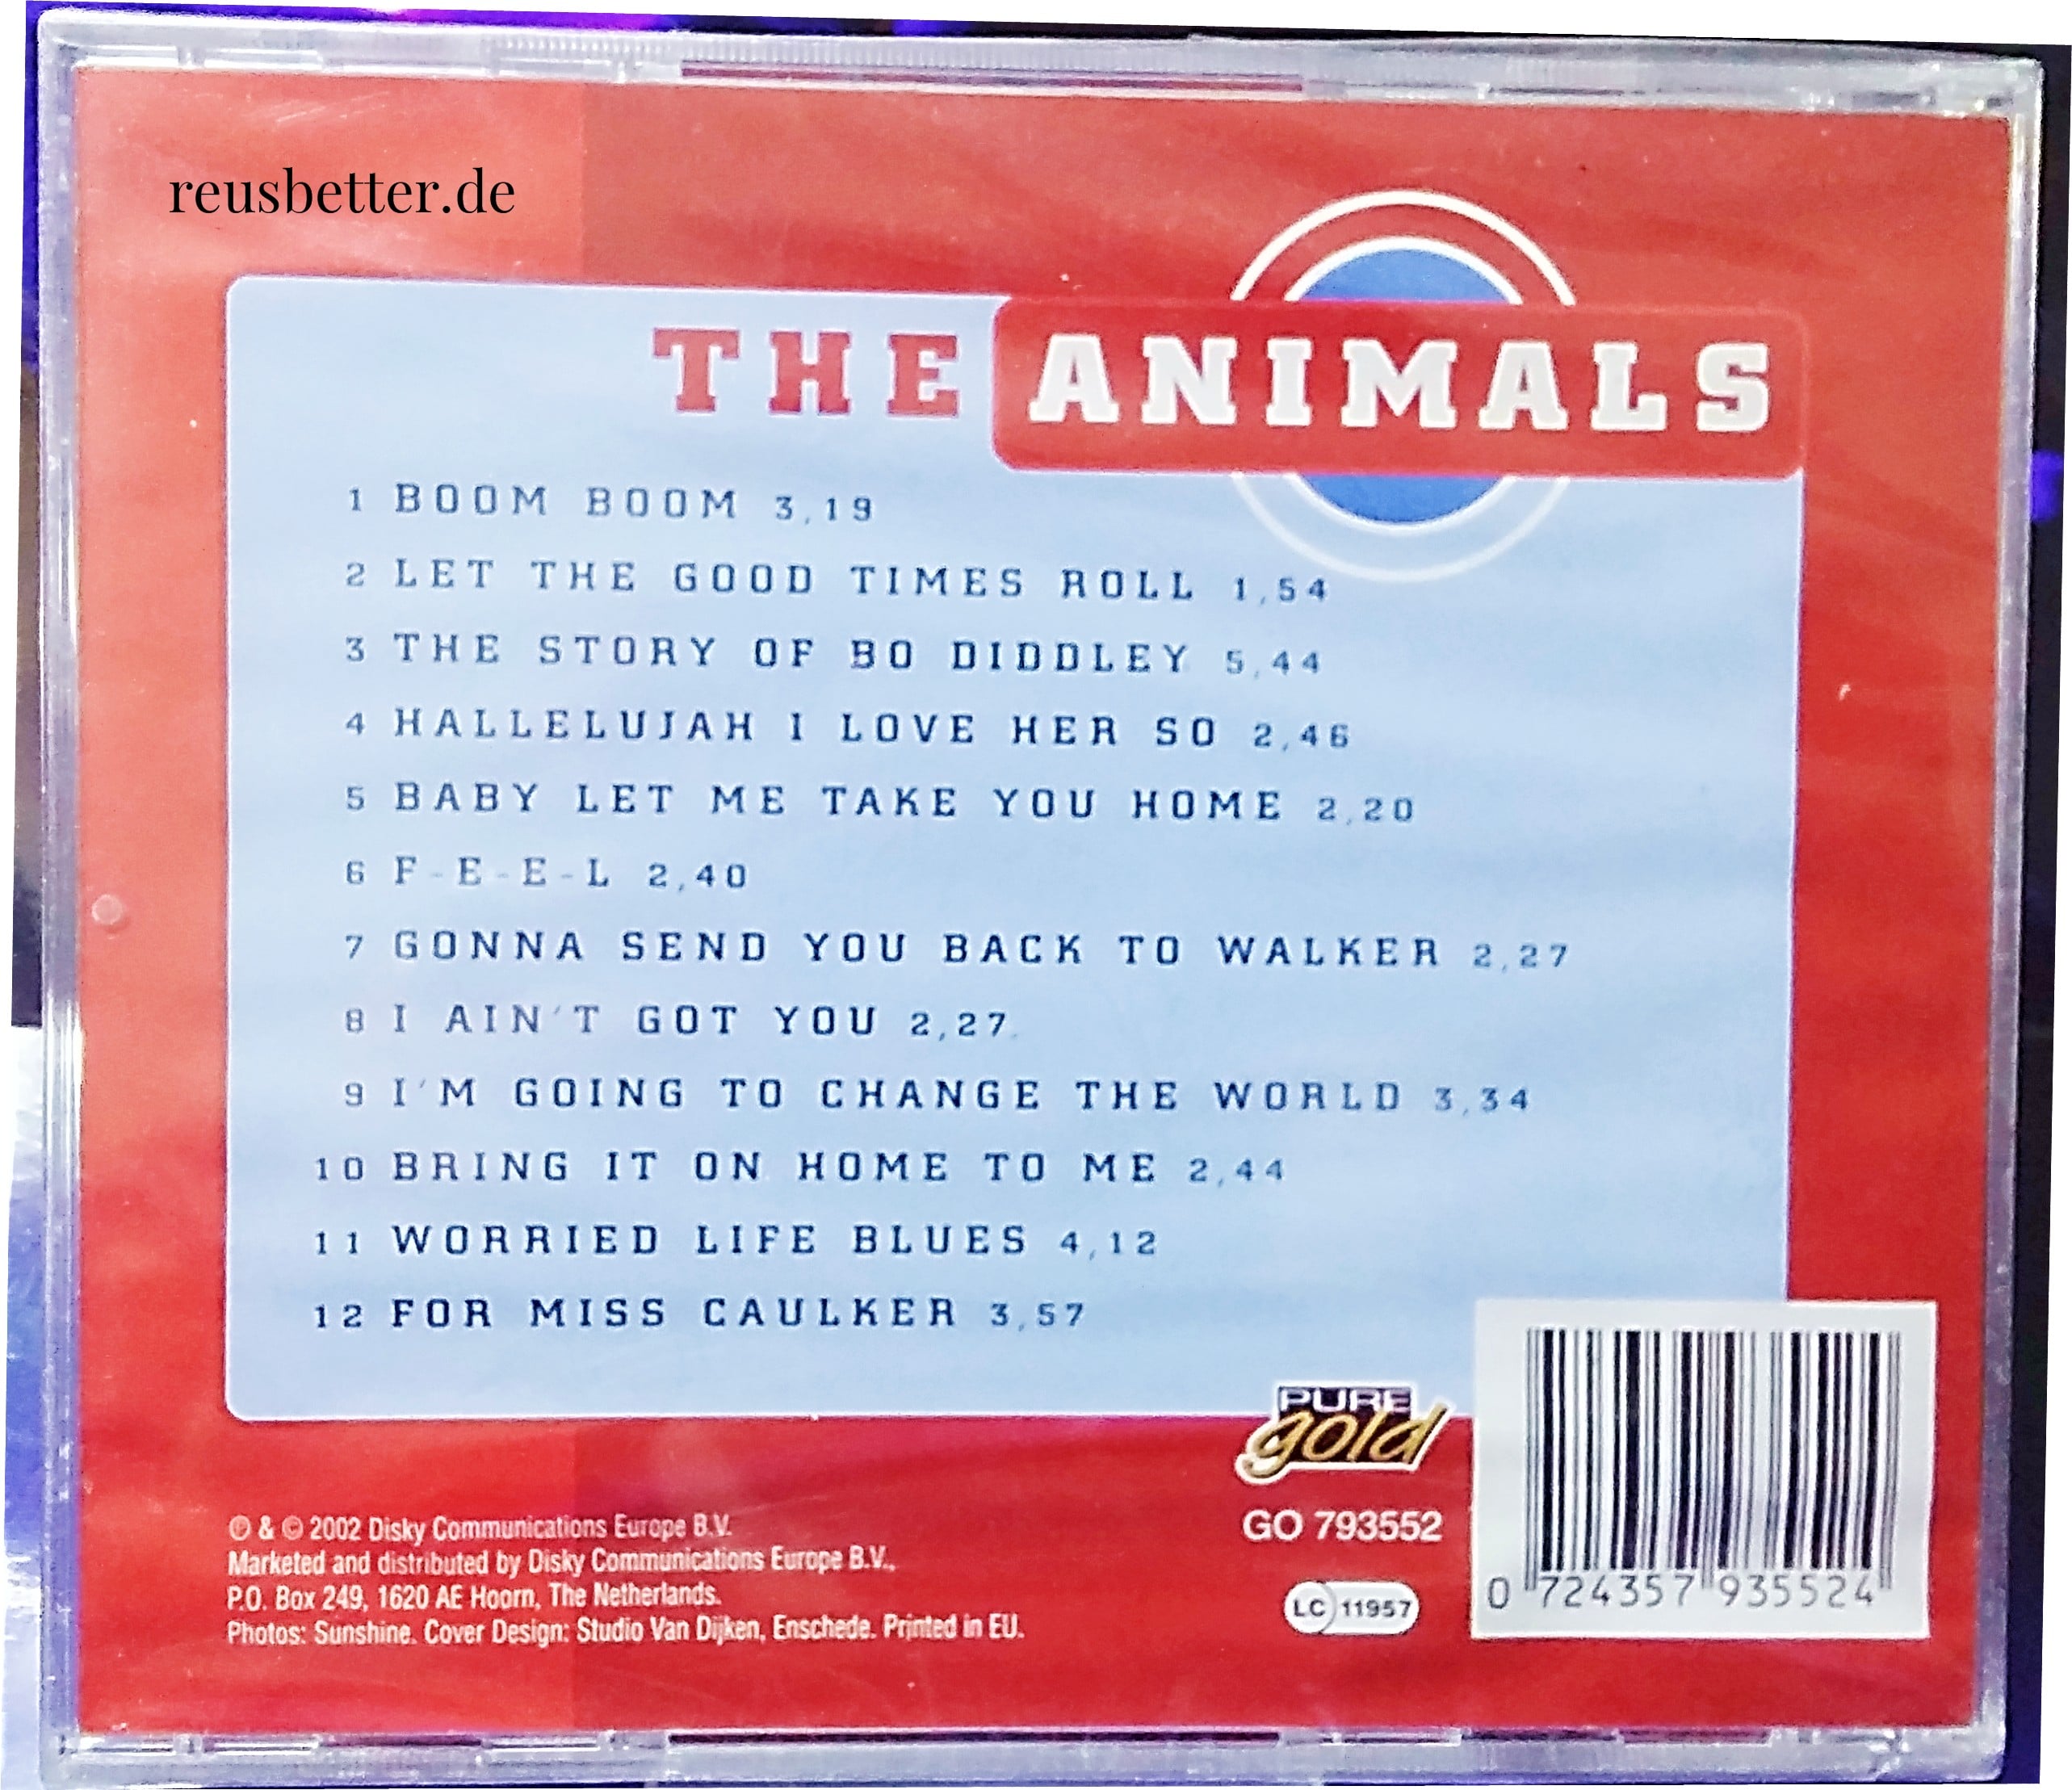 reusbetter.de
THE ANIMALS
1 BOOM BOOM 3,19
2 LET THE GOOD TIMES ROLL 1,54
3 THE STORY OF BO DIDDLEY 5,44
4 HALLELUJAH I LOVE HER SO 2,46
5 BABY LET ME TAKE YOU HOME 2,20
6 F-E-E-L 2,40
7 GONNA SEND YOU BACK TO WALKER 2,27
8 I AIN'T GOT YOU 2,27
9 I'M GOING TO CHANGE THE WORLD 3,34
10 BRING IT ON HOME TO ME 2,44
11 WORRIED LIFE BLUES 4,12
12 FOR MISS CAULKER 3,57
PURE
gold
GO 793552
LC 11957
0 724357 935524
℗ & © 2002 Disky Communications Europe B.V.
Marketed and distributed by Disky Communications Europe B.V.,
P.O. Box 249, 1620 AE Hoorn, The Netherlands.
Photos: Sunshine. Cover Design: Studio Van Dijken, Enschede. Printed in EU.